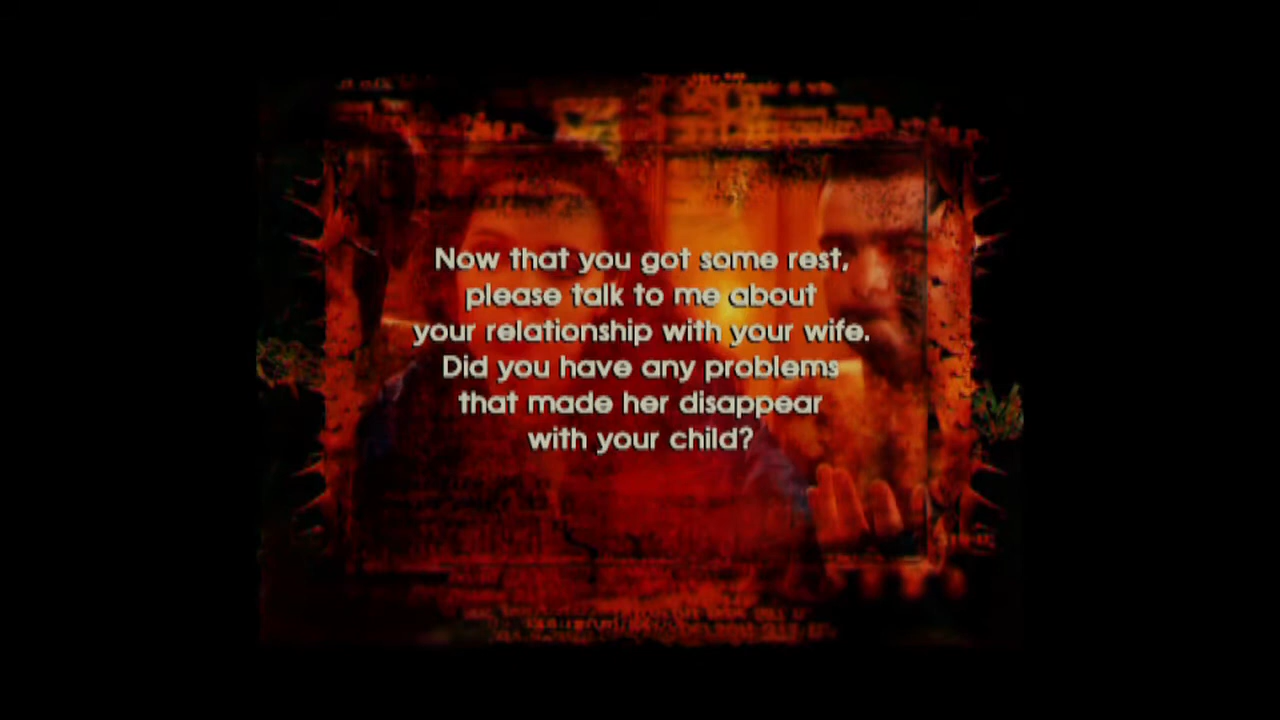 Now that you got some rest,
please talk to me about
your relationship with your wife.
Did you have any problems
that made her disappear
with your child?